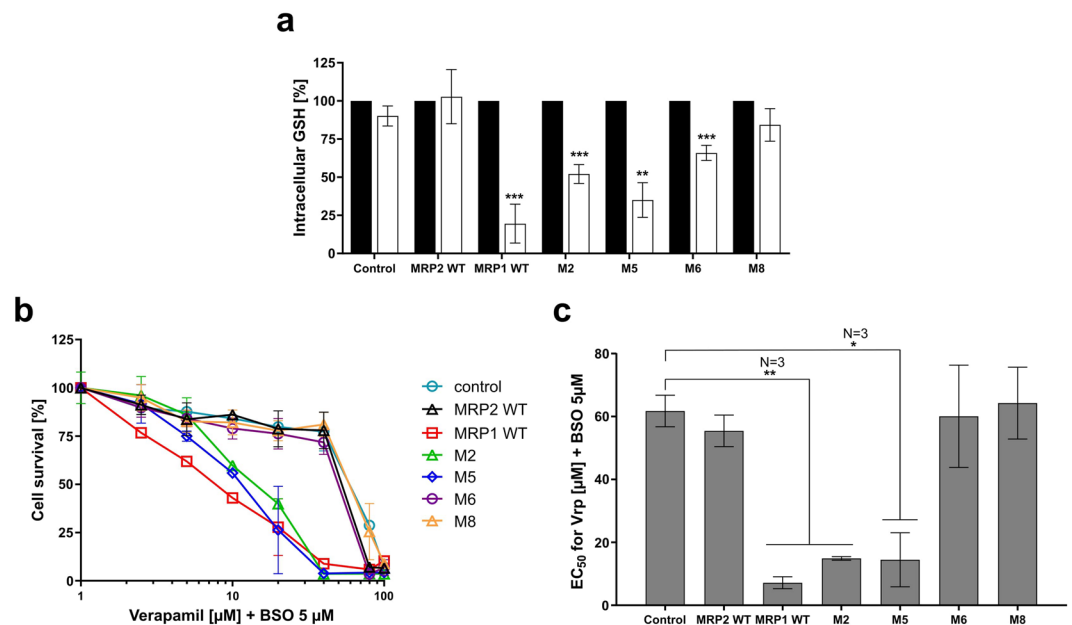 a
Intracellular GSH [%]
125
100
75
50
25
0
***
***
**
***
Control MRP2 WT MRP1 WT M2 M5 M6 M8
b
Cell survival [%]
125
100
75
50
25
0
1 10 100
Verapamil [µM] + BSO 5 µM
control
MRP2 WT
MRP1 WT
M2
M5
M6
M8
c
EC50 for Vrp [µM] + BSO 5µM
80
60
40
20
0
N=3
*
N=3
**
Control MRP2 WT MRP1 WT M2 M5 M6 M8